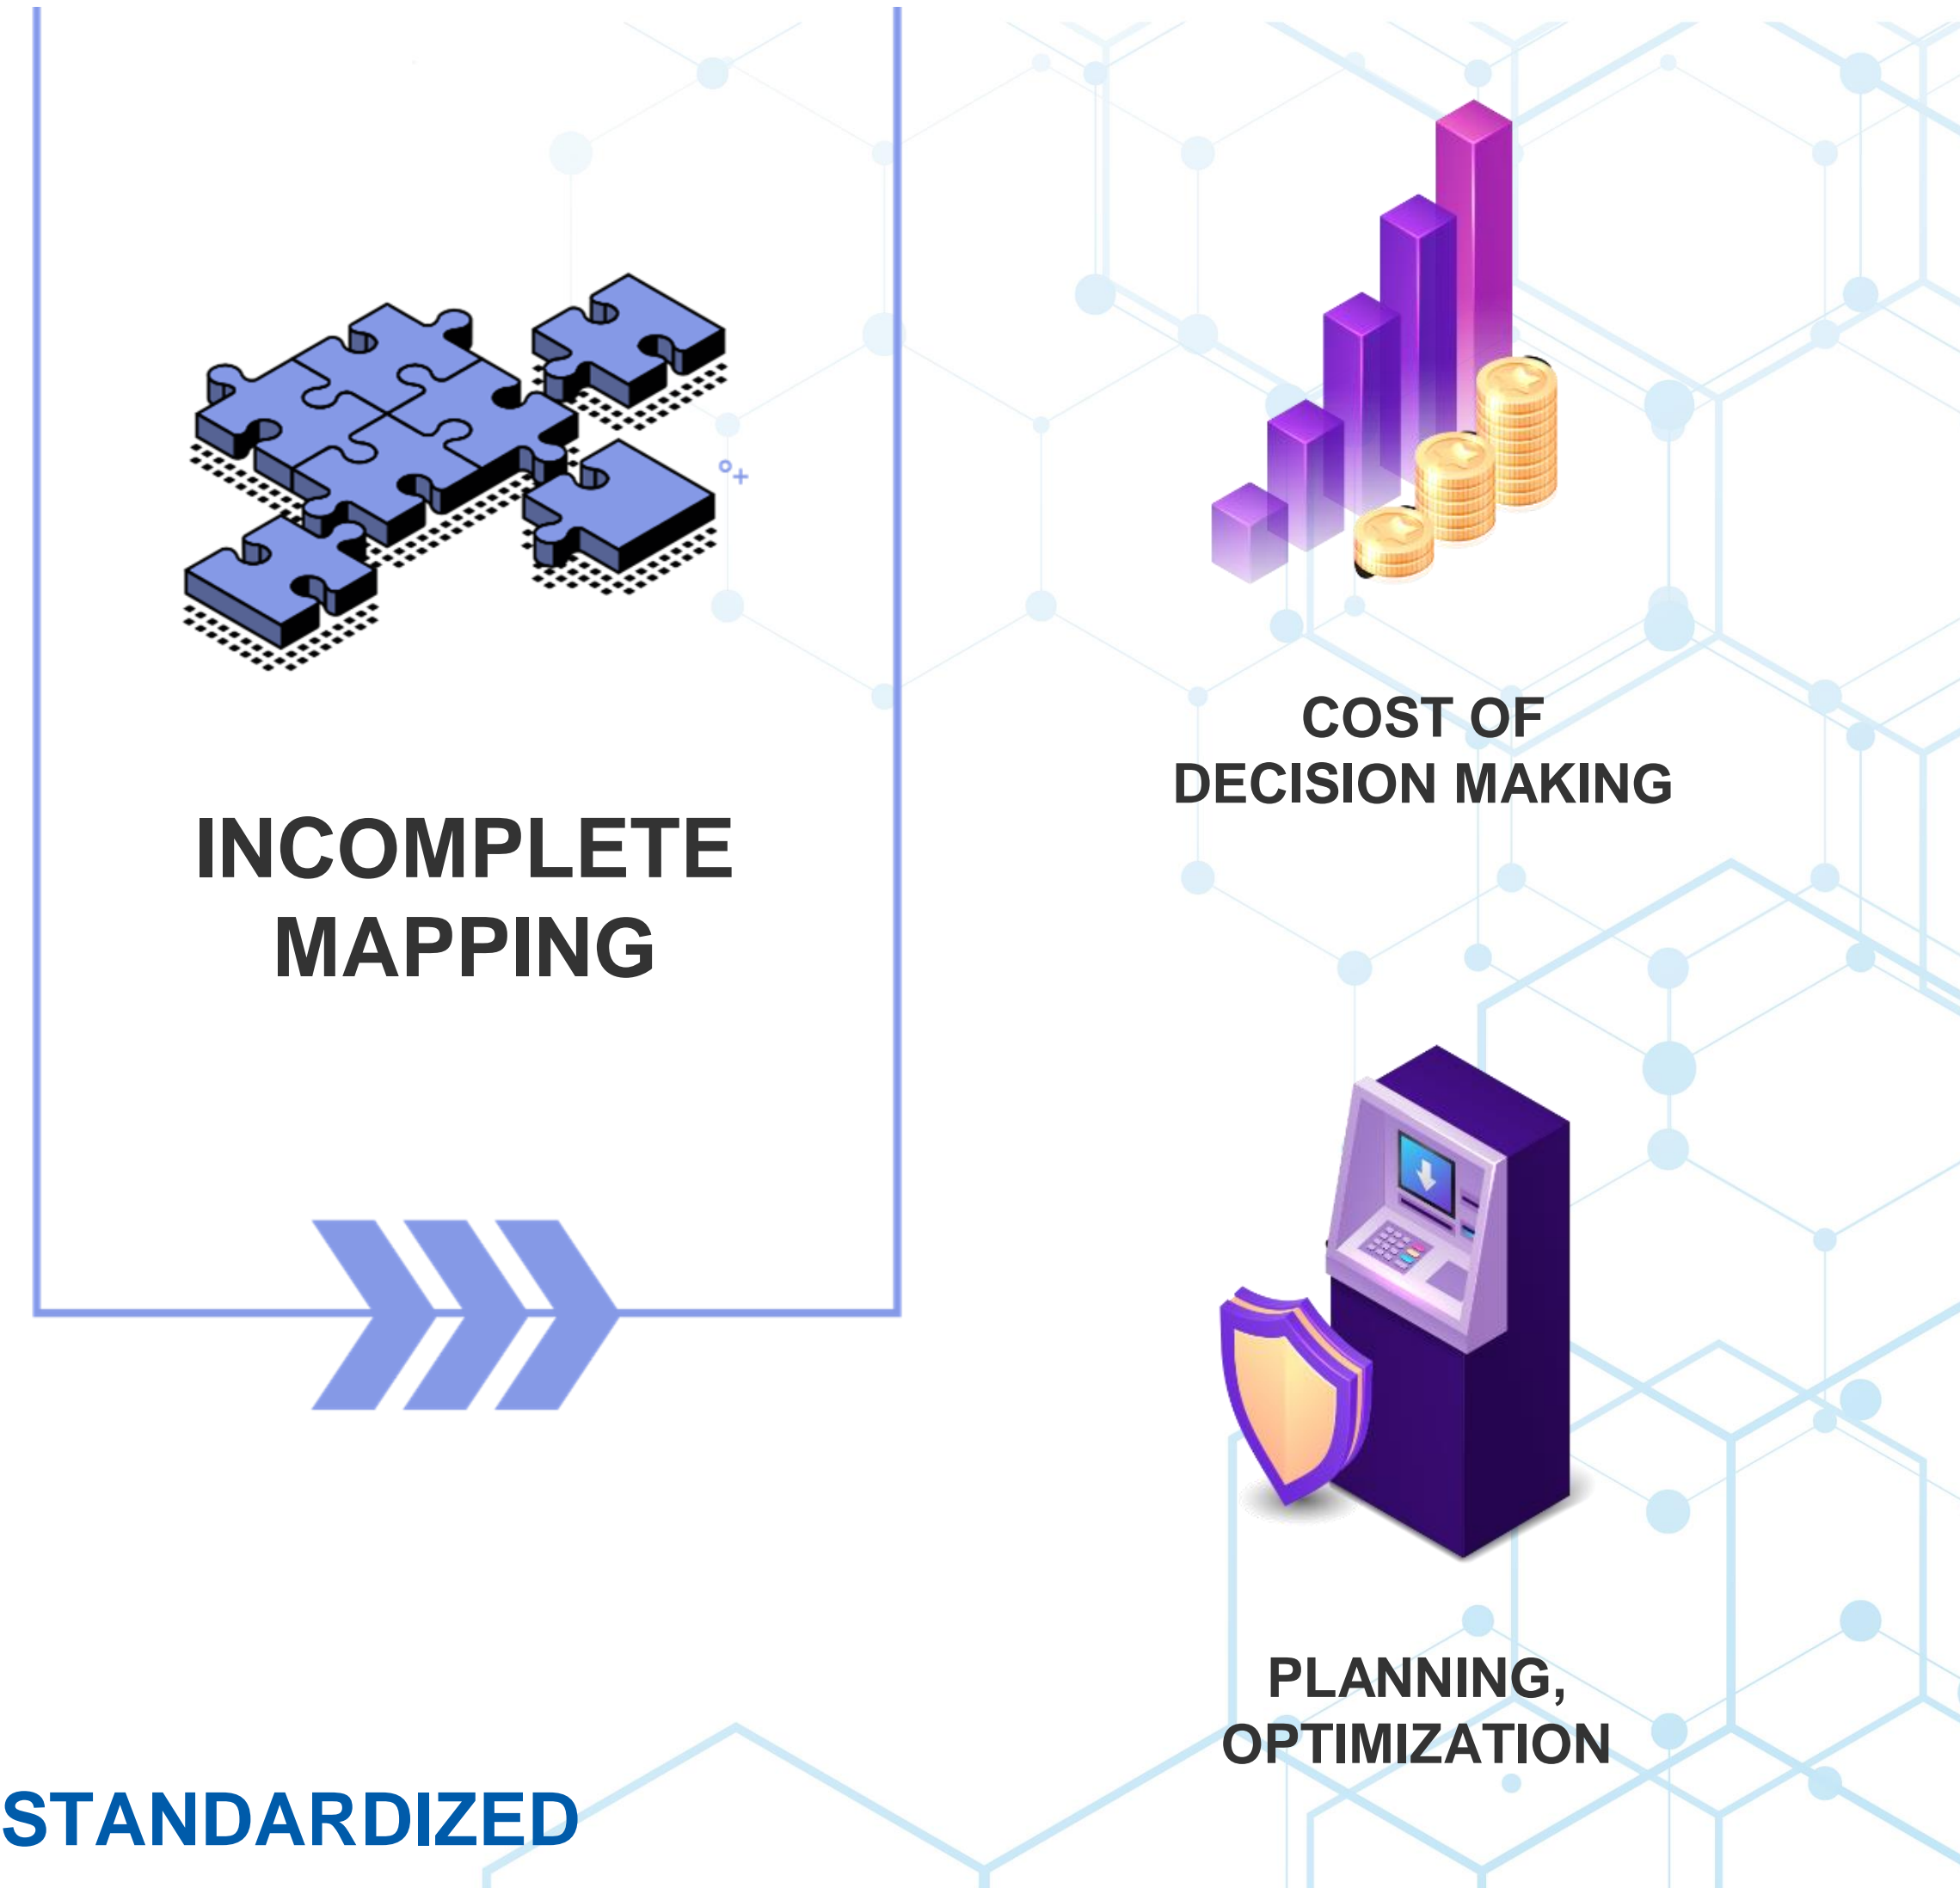 INCOMPLETE
MAPPING
COST OF
DECISION MAKING
PLANNING,
OPTIMIZATION
STANDARDIZED